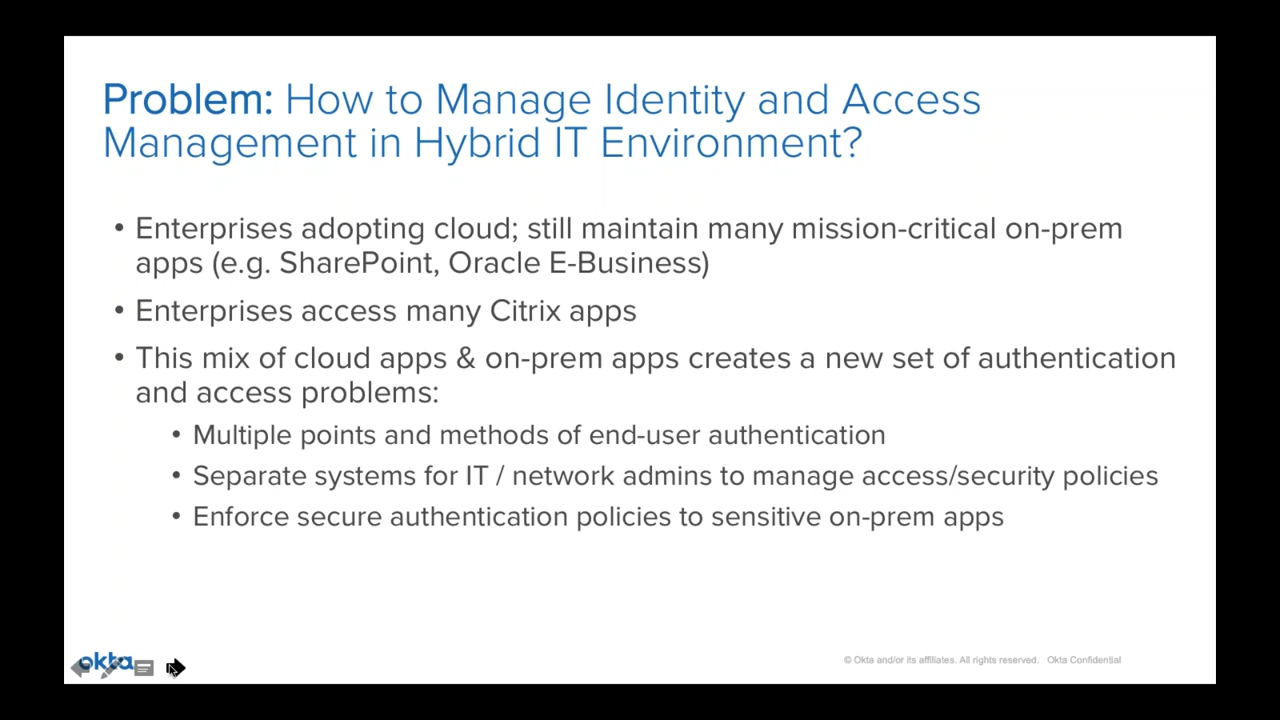 Problem: How to Manage Identity and Access
Management in Hybrid IT Environment?
• Enterprises adopting cloud; still maintain many mission-critical on-prem
apps (e.g. SharePoint, Oracle E-Business)
• Enterprises access many Citrix apps
• This mix of cloud apps & on-prem apps creates a new set of authentication
and access problems:
• Multiple points and methods of end-user authentication
• Separate systems for IT / network admins to manage access/security policies
• Enforce secure authentication policies to sensitive on-prem apps
okta
© Okta and/or its affiliates. All rights reserved. Okta Confidential